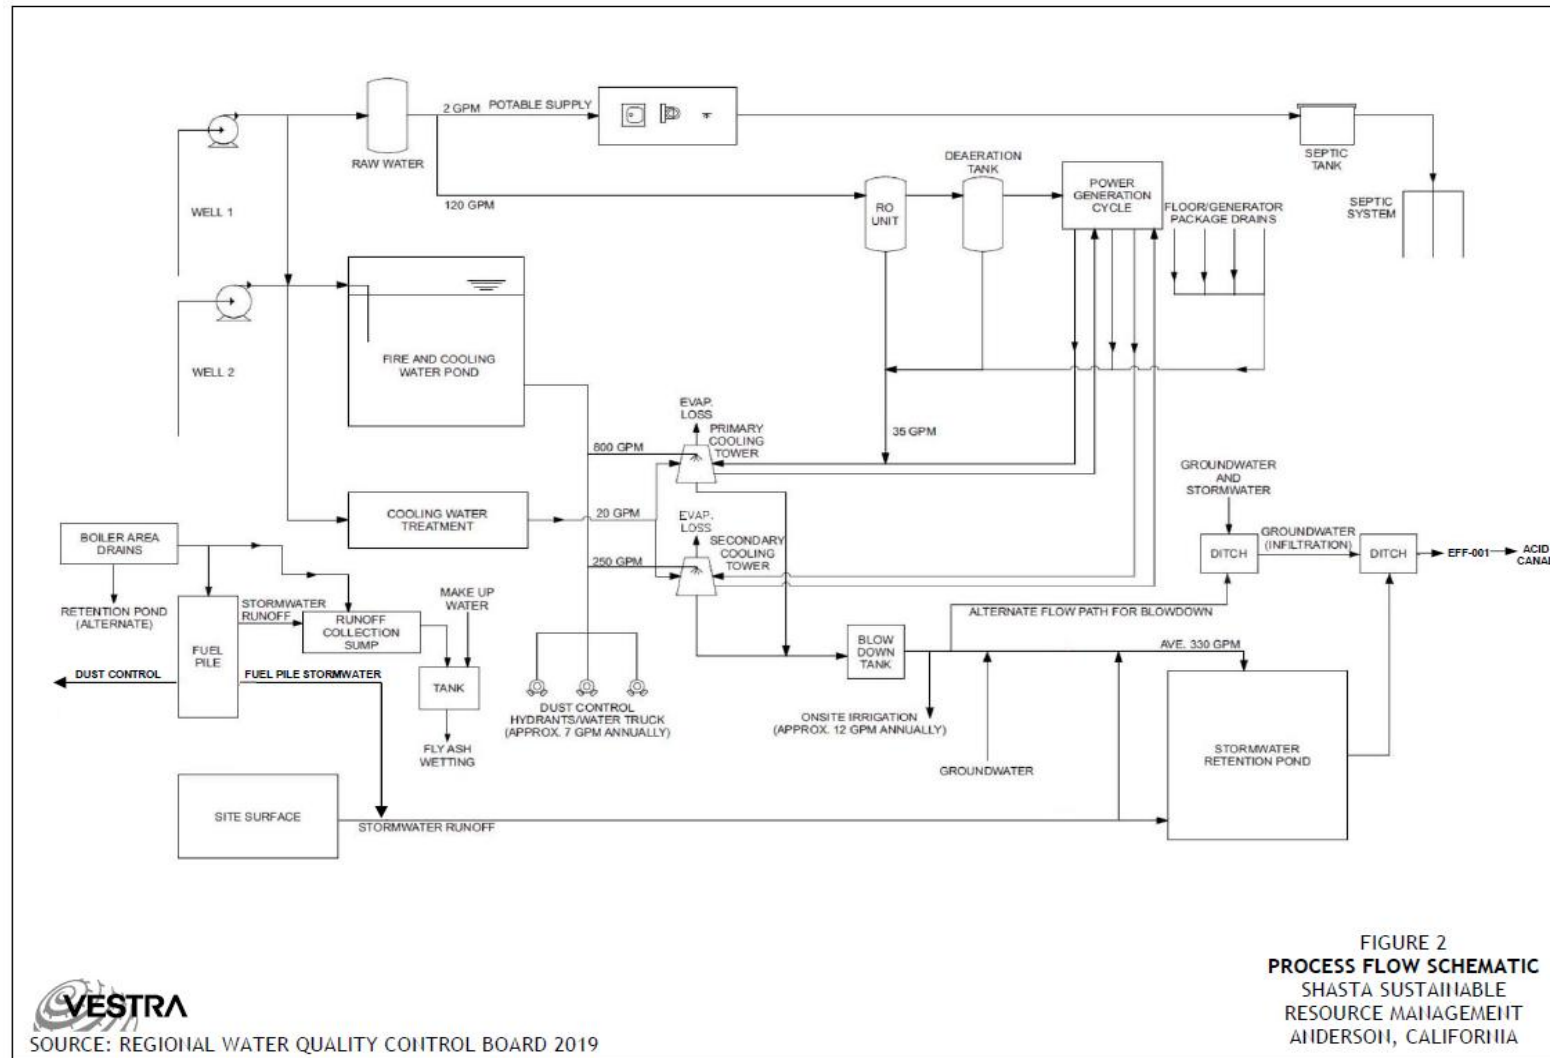 2 GPM POTABLE SUPPLY
RAW WATER
120 GPM
WELL 1
DEAERATION
TANK
RO
UNIT
POWER
GENERATION
CYCLE
FLOOR/GENERATOR
PACKAGE DRAINS
SEPTIC
TANK
SEPTIC
SYSTEM
WELL 2
FIRE AND COOLING
WATER POND
EVAP.
LOSS
PRIMARY
COOLING
TOWER
800 GPM
35 GPM
COOLING WATER
TREATMENT
20 GPM
EVAP.
LOSS
SECONDARY
COOLING
TOWER
250 GPM
GROUNDWATER
AND
STORMWATER
GROUNDWATER
(INFILTRATION)
DITCH
DITCH
EFF-001
ACID
CANAL
BOILER AREA
DRAINS
RETENTION POND
(ALTERNATE)
STORMWATER
RUNOFF
RUNOFF
COLLECTION
SUMP
MAKE UP
WATER
FUEL
PILE
DUST CONTROL
FUEL PILE STORMWATER
TANK
FLY ASH
WETTING
DUST CONTROL
HYDRANTS/WATER TRUCK
(APPROX. 7 GPM ANNUALLY)
BLOW
DOWN
TANK
ALTERNATE FLOW PATH FOR BLOWDOWN
AVE. 330 GPM
ONSITE IRRIGATION
(APPROX. 12 GPM ANNUALLY)
GROUNDWATER
STORMWATER
RETENTION POND
SITE SURFACE
STORMWATER RUNOFF
VESTRA
SOURCE: REGIONAL WATER QUALITY CONTROL BOARD 2019
FIGURE 2
PROCESS FLOW SCHEMATIC
SHASTA SUSTAINABLE
RESOURCE MANAGEMENT
ANDERSON, CALIFORNIA